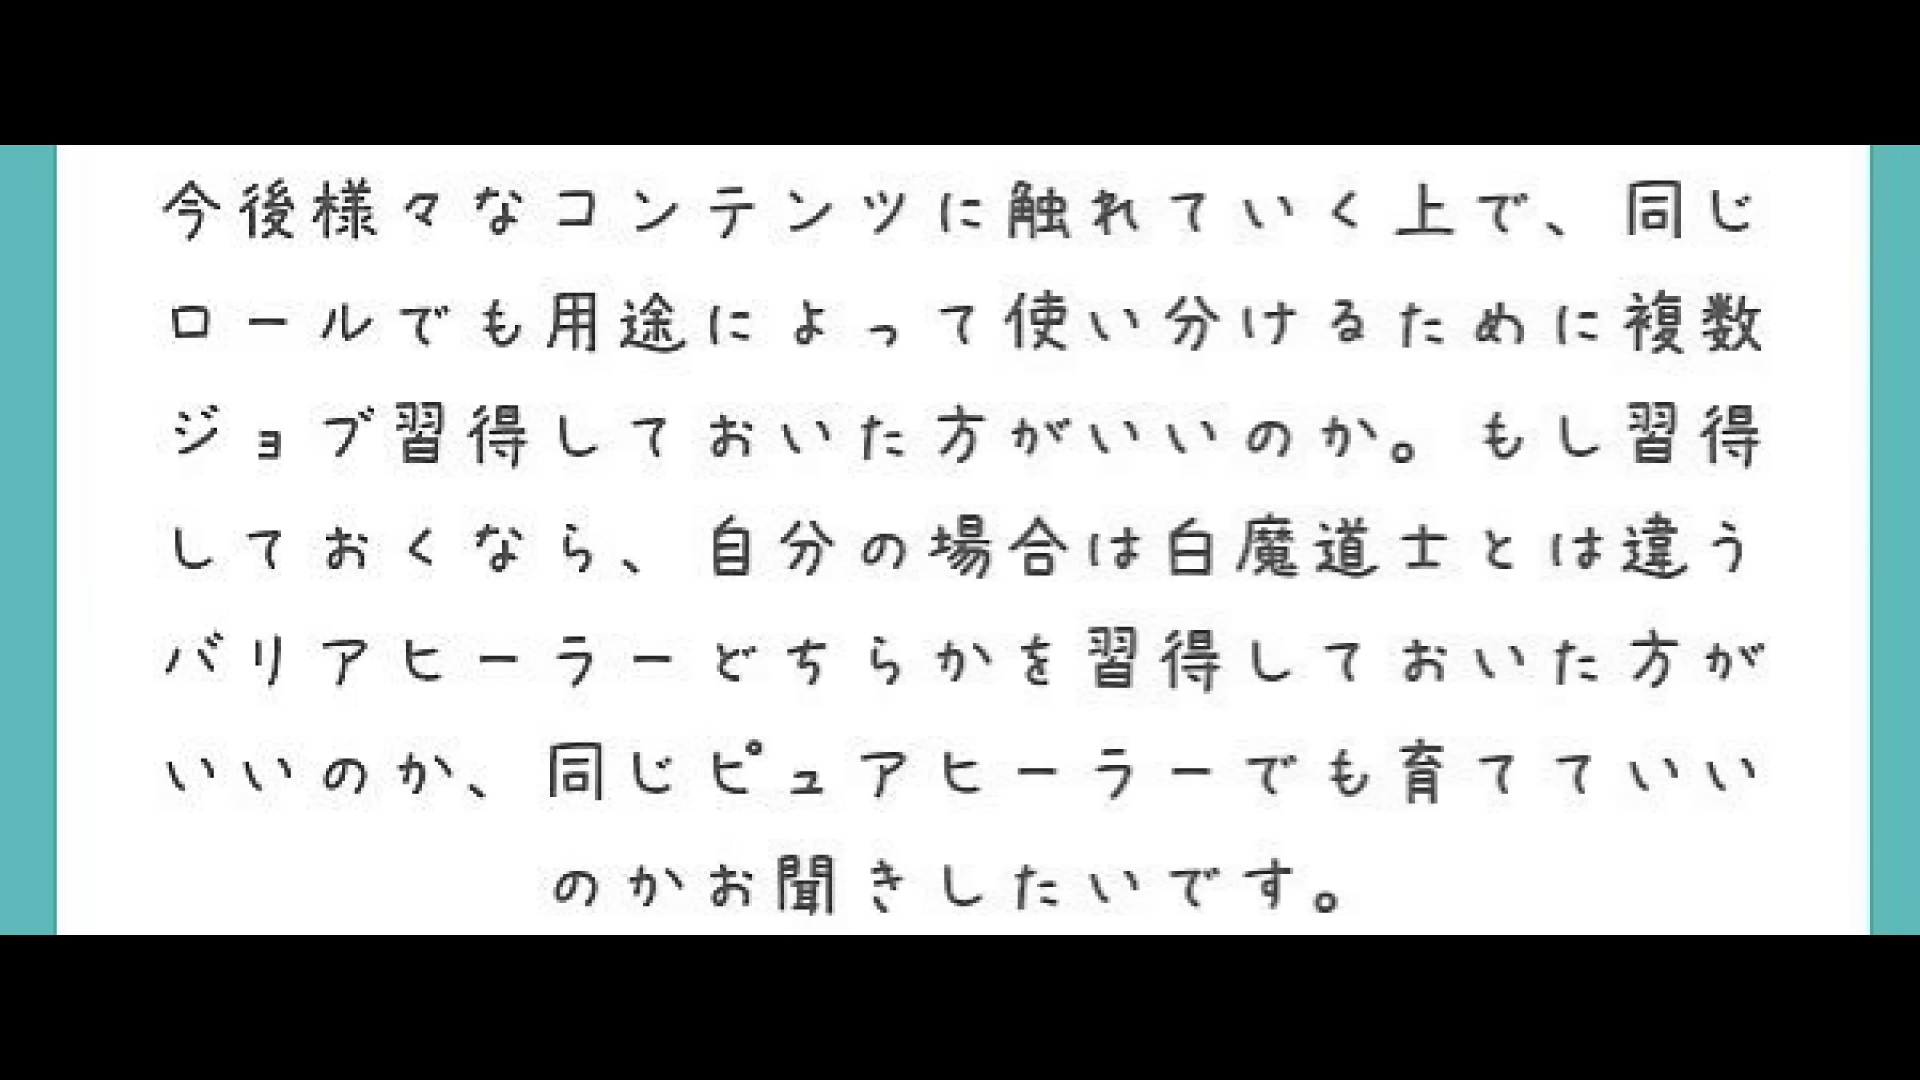 今後様々なコンテンツに触れていく上で、同じ
ロールでも用途によって使い分けるために複数
ジョブ習得しておいた方がいいのか。もし習得
しておくなら、自分の場合は白魔道士とは違う
バリアヒーラーどちらかを習得しておいた方が
いいのか、同じピュアヒーラーでも育てていい
のかお聞きしたいです。